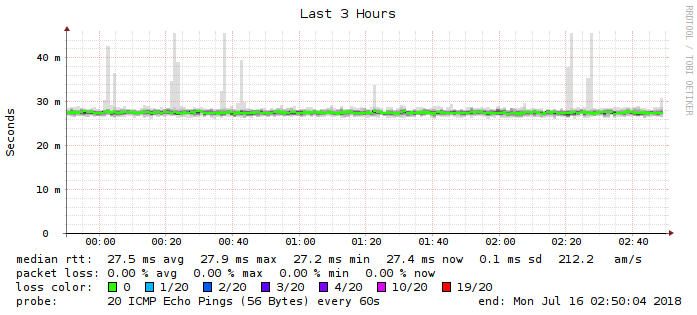 Last 3 Hours
RRDTOOL / TOBI OETIKER
Seconds
40 m
30 m
20 m
10 m
0
00:00 00:20 00:40 01:00 01:20 01:40 02:00 02:20 02:40
median rtt: 27.5 ms avg 27.9 ms max 27.2 ms min 27.4 ms now 0.1 ms sd 212.2 am/s
packet loss: 0.00 % avg 0.00 % max 0.00 % min 0.00 % now
loss color: 0 1/20 2/20 3/20 4/20 10/20 19/20
probe: 20 ICMP Echo Pings (56 Bytes) every 60s end: Mon Jul 16 02:50:04 2018